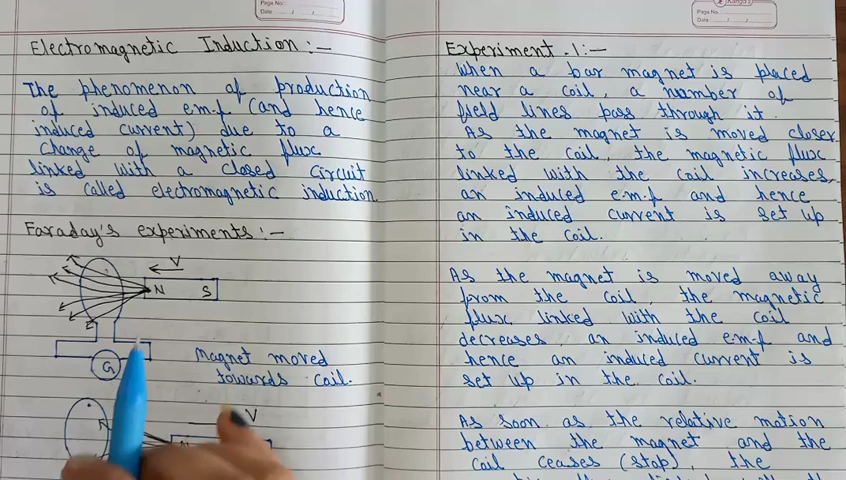 Page No.:
Date
Electromagnetic Induction :-
The phenomenon of production
of induced e.m.f (and hence
induced current) due to a
change of magnetic flux
linked with a closed circuit
is called electromagnetic induction.
Faraday's experiments :-
V
N S
G
Magnet moved
towards coil.
V
Page No.
Date
Experiment .1:-
When a bar magnet is placed
near a coil, a number of
field lines pass through it.
As the magnet is moved closer
to the coil, the magnetic flux
linked with the coil increases,
an induced e.m.f and hence
an induced current is set up
in the coil.
As the magnet is moved away
from the coil, the magnetic
flux linked with the coil
decreases, an induced e.m.f and
hence an induced current is
set up in the coil.
As soon as the relative motion
between the magnet and the
coil ceases (stop), the